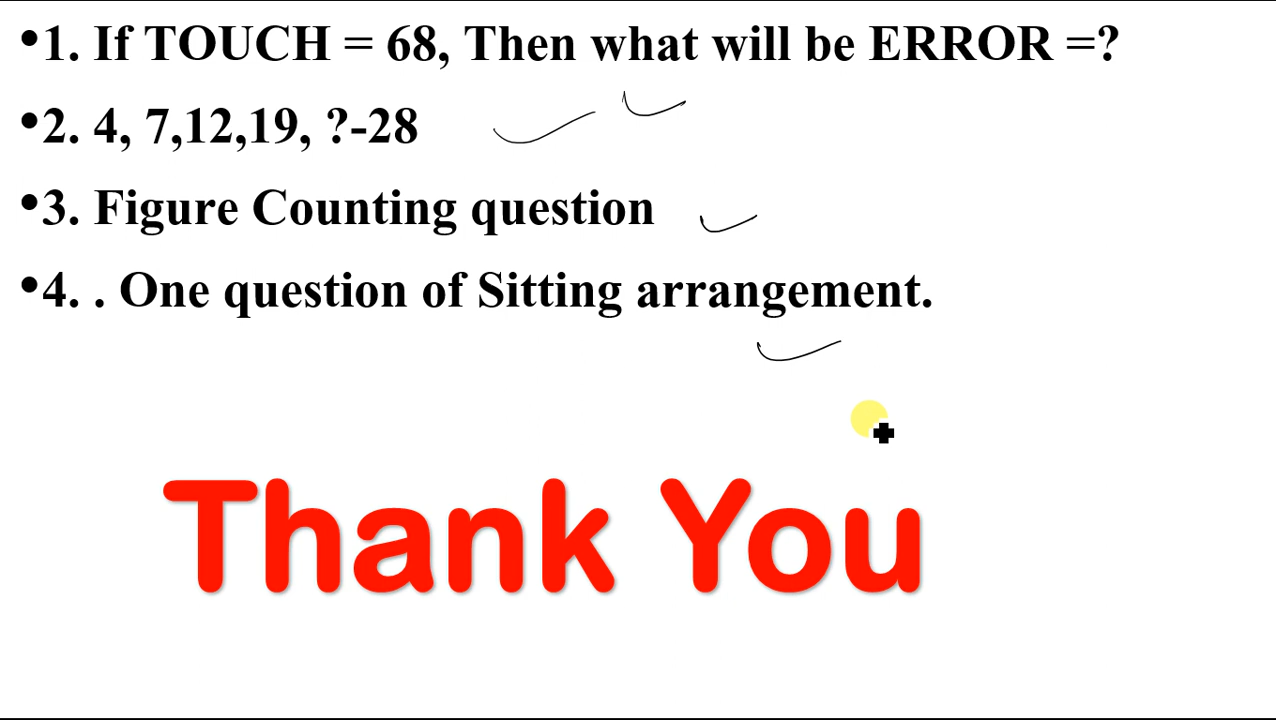 •1. If TOUCH = 68, Then what will be ERROR =?
•2. 4, 7,12,19, ?-28
•3. Figure Counting question
•4. . One question of Sitting arrangement.
Thank You